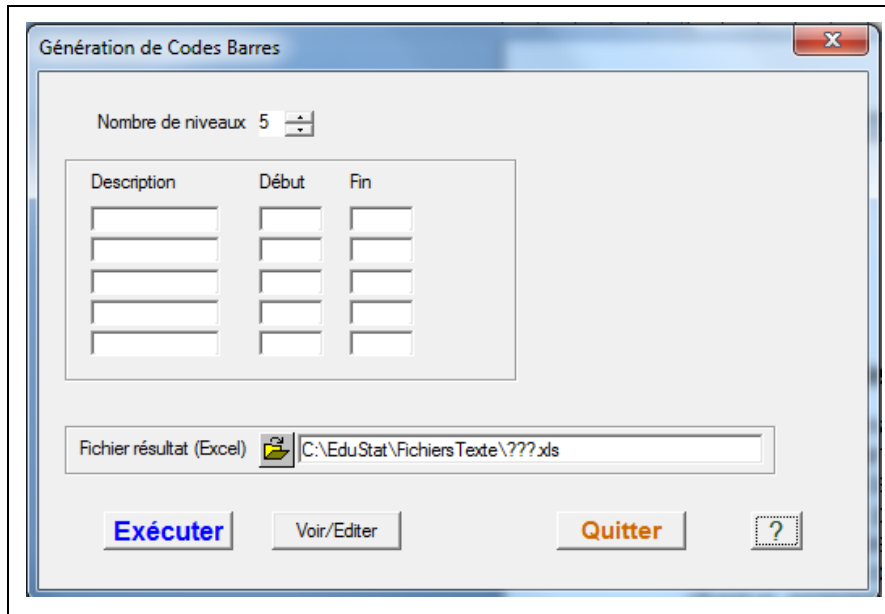 Génération de Codes Barres
Nombre de niveaux 5
Description Début Fin
Fichier résultat (Excel) C:\EduStat\FichiersTexte\???.xls
Exécuter Voir/Editer Quitter ?